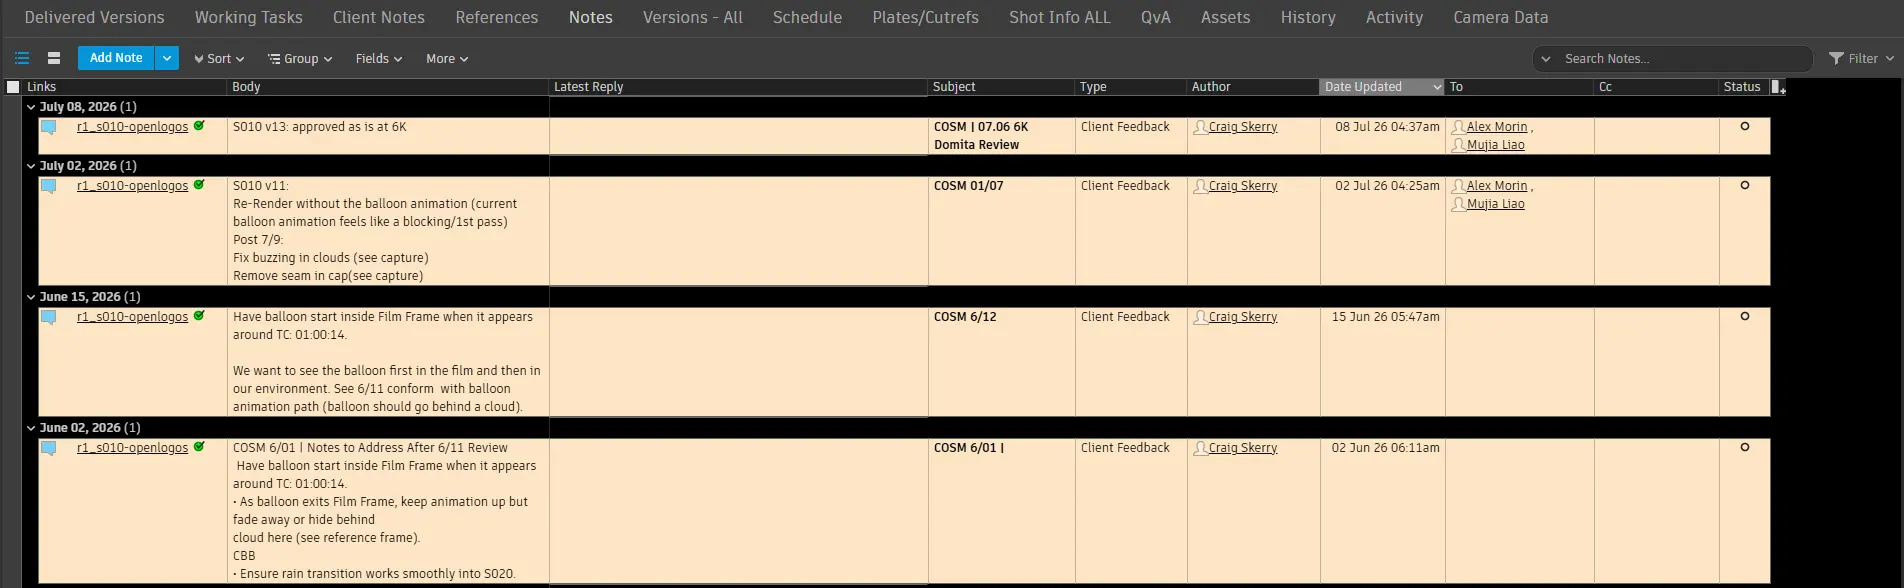 Delivered Versions Working Tasks Client Notes References Notes Versions - All Schedule Plates/Cutrefs Shot Info ALL QvA Assets History Activity Camera Data
Add Note Sort Group Fields More Search Notes... Filter
Links Body Latest Reply Subject Type Author Date Updated To Cc Status
July 08, 2026 (1)
r1_s010-openlogos S010 v13: approved as is at 6K COSM | 07.06 6K Client Feedback Craig Skerry 08 Jul 26 04:37am Alex Morin ,
Domita Review Mujia Liao
July 02, 2026 (1)
r1_s010-openlogos S010 v11: COSM 01/07 Client Feedback Craig Skerry 02 Jul 26 04:25am Alex Morin ,
Re-Render without the balloon animation (current Mujia Liao
balloon animation feels like a blocking/1st pass)
Post 7/9:
Fix buzzing in clouds (see capture)
Remove seam in cap(see capture)
June 15, 2026 (1)
r1_s010-openlogos Have balloon start inside Film Frame when it appears COSM 6/12 Client Feedback Craig Skerry 15 Jun 26 05:47am
around TC: 01:00:14.
We want to see the balloon first in the film and then in
our environment. See 6/11 conform with balloon
animation path (balloon should go behind a cloud).
June 02, 2026 (1)
r1_s010-openlogos COSM 6/01 | Notes to Address After 6/11 Review COSM 6/01 | Client Feedback Craig Skerry 02 Jun 26 06:11am
Have balloon start inside Film Frame when it appears
around TC: 01:00:14.
• As balloon exits Film Frame, keep animation up but
fade away or hide behind
cloud here (see reference frame).
CBB
• Ensure rain transition works smoothly into S020.